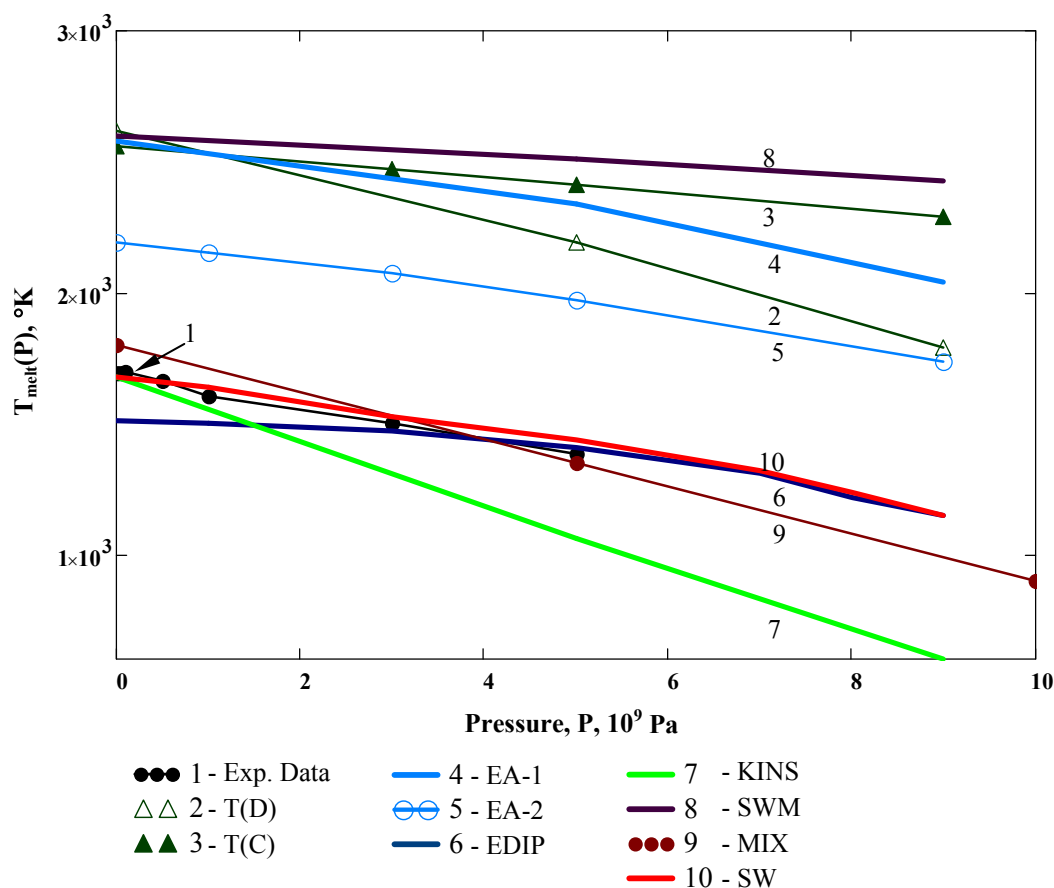 3×10³
8
3
4
T_melt(P), °K
2×10³
2
1
5
10
6
9
1×10³
7
0 2 4 6 8 10
Pressure, P, 10⁹ Pa
1 - Exp. Data 4 - EA-1 7 - KINS
2 - T(D) 5 - EA-2 8 - SWM
3 - T(C) 6 - EDIP 9 - MIX
10 - SW